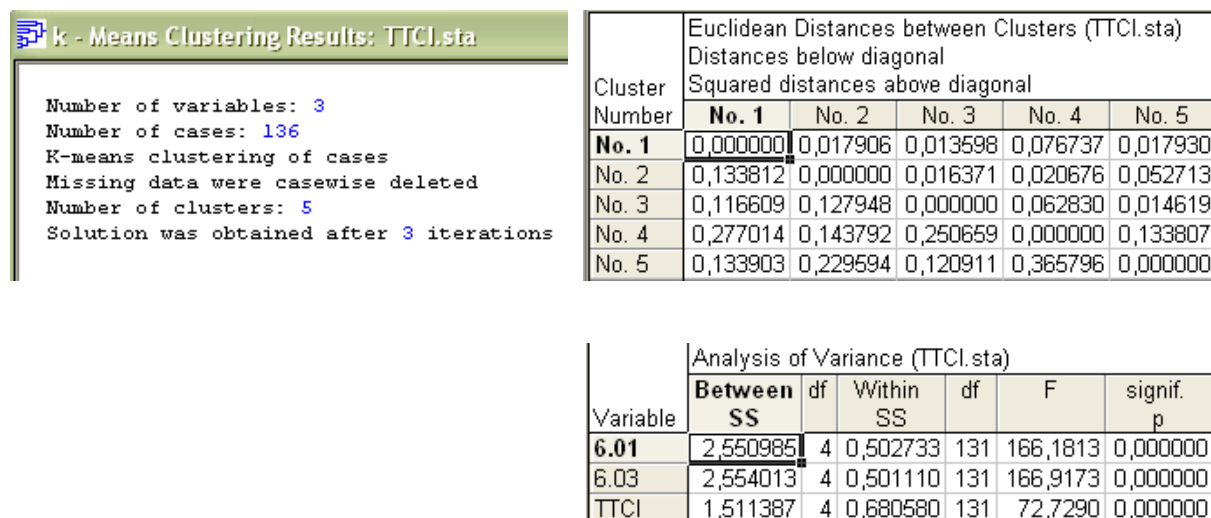 k - Means Clustering Results: TTCI.sta
Number of variables: 3
Number of cases: 136
K-means clustering of cases
Missing data were casewise deleted
Number of clusters: 5
Solution was obtained after 3 iterations
Euclidean Distances between Clusters (TTCI.sta)
Distances below diagonal
Squared distances above diagonal
Cluster
Number No. 1 No. 2 No. 3 No. 4 No. 5
No. 1 0,000000 0,017906 0,013598 0,076737 0,017930
No. 2 0,133812 0,000000 0,016371 0,020676 0,052713
No. 3 0,116609 0,127948 0,000000 0,062830 0,014619
No. 4 0,277014 0,143792 0,250659 0,000000 0,133807
No. 5 0,133903 0,229594 0,120911 0,365796 0,000000
Analysis of Variance (TTCI.sta)
Between df Within df F signif.
Variable SS SS p
6.01 2,550985 4 0,502733 131 166,1813 0,000000
6.03 2,554013 4 0,501110 131 166,9173 0,000000
TTCI 1,511387 4 0,680580 131 72,7290 0,000000